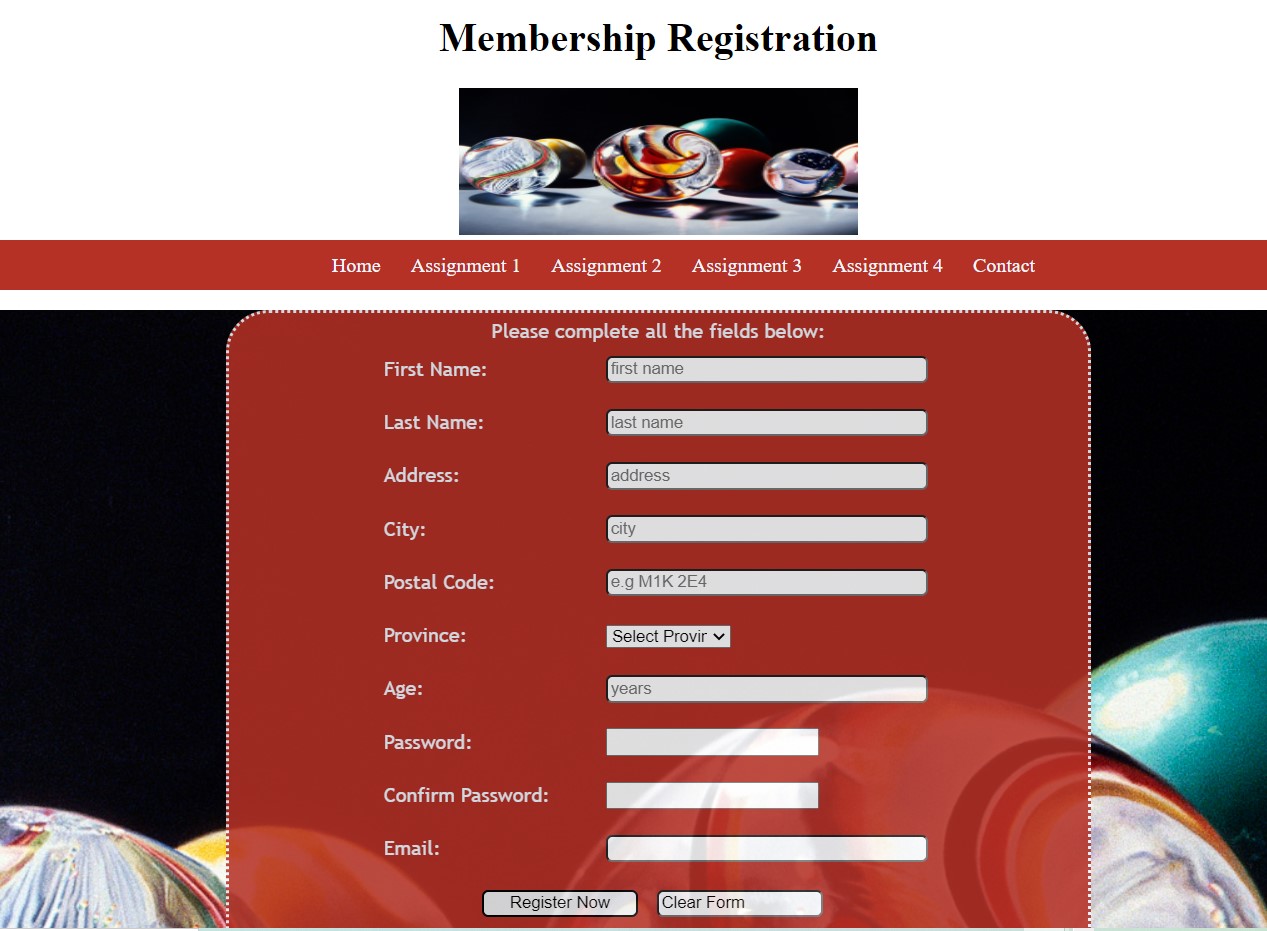 Membership Registration
Home Assignment 1 Assignment 2 Assignment 3 Assignment 4 Contact
Please complete all the fields below:
First Name: first name
Last Name: last name
Address: address
City: city
Postal Code: e.g M1K 2E4
Province: Select Provir
Age: years
Password:
Confirm Password:
Email:
Register Now Clear Form